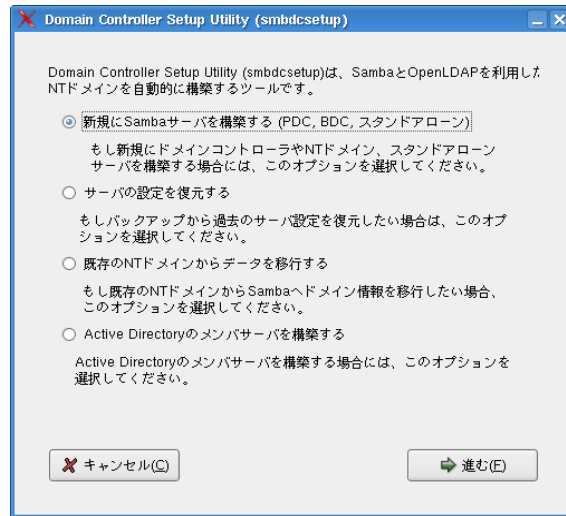 Domain Controller Setup Utility (smbdcsetup)
Domain Controller Setup Utility (smbdcsetup)は、SambaとOpenLDAPを利用した
NTドメインを自動的に構築するツールです。
新規にSambaサーバを構築する (PDC, BDC, スタンドアローン)
もし新規にドメインコントローラやNTドメイン、スタンドアローン
サーバを構築する場合には、このオプションを選択してください。
サーバの設定を復元する
もしバックアップから過去のサーバ設定を復元したい場合は、このオプ
ションを選択してください。
既存のNTドメインからデータを移行する
もし既存のNTドメインからSambaへドメイン情報を移行したい場合、
このオプションを選択してください。
Active Directoryのメンバサーバを構築する
Active Directoryのメンバサーバを構築する場合には、このオプションを
選択してください。
キャンセル(C)
進む(F)